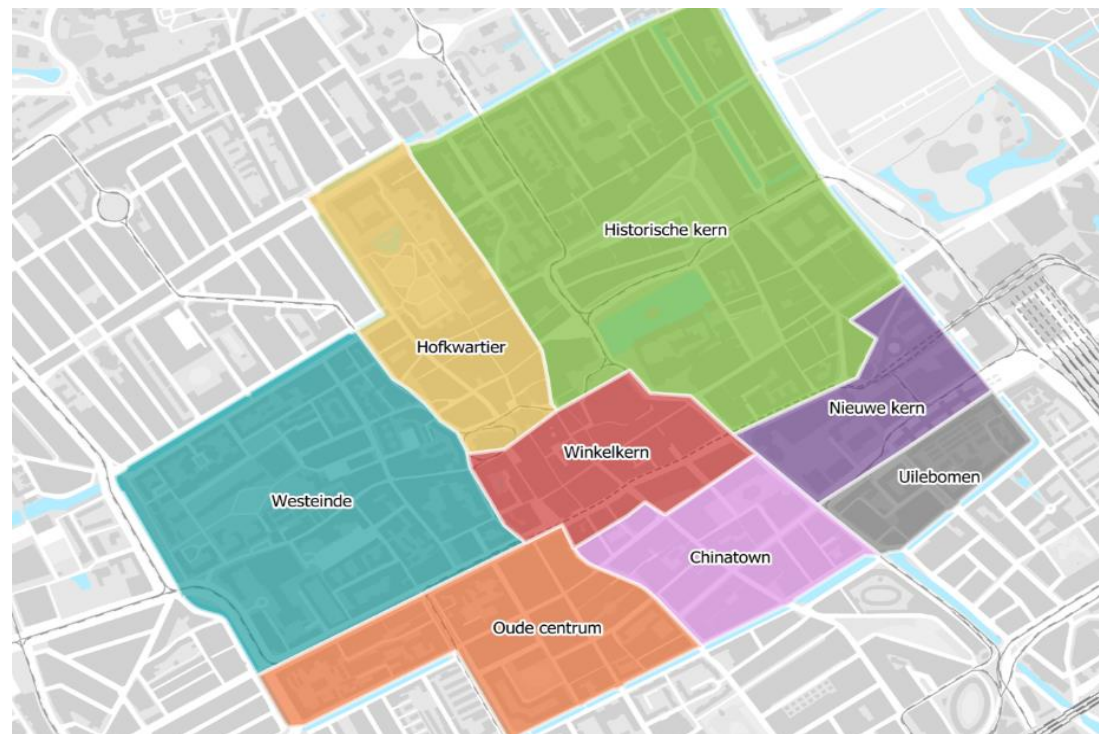 Historische kern
Hofkwartier
Nieuwe kern
Winkelkern
Uilebomen
Westeinde
Chinatown
Oude centrum